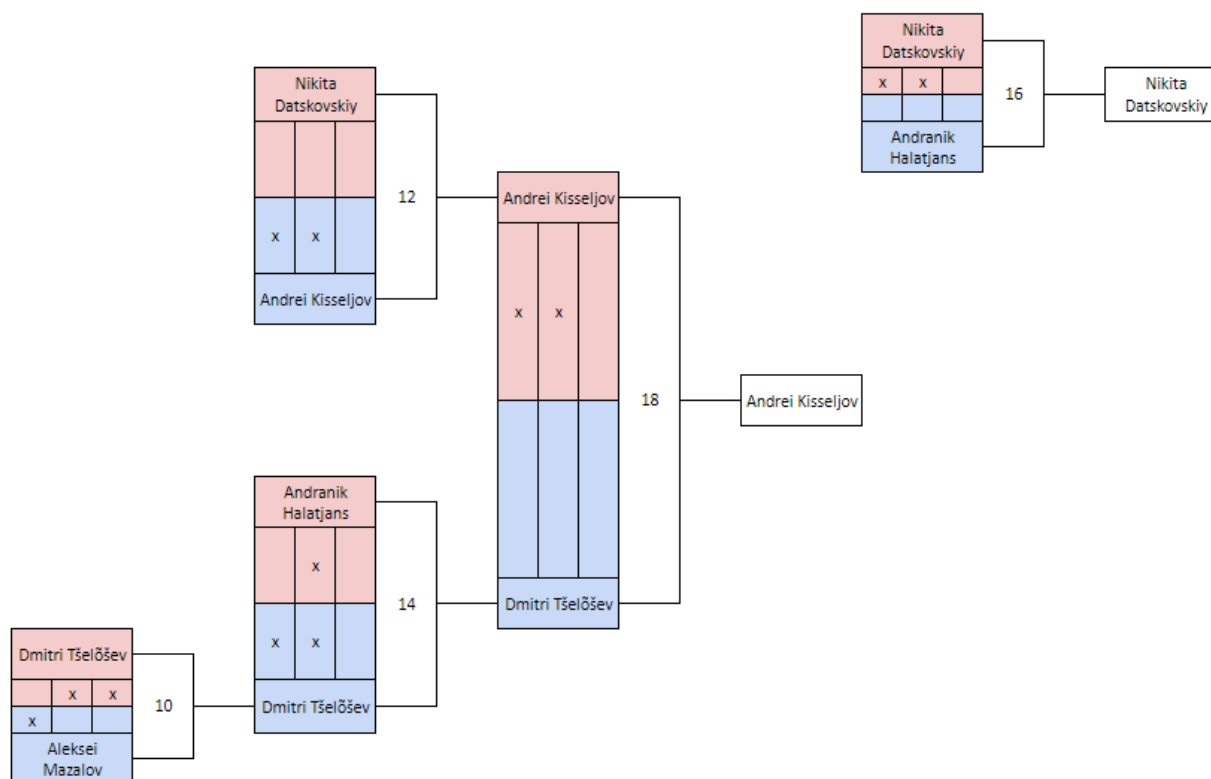 Nikita
Datskovskiy
x x
16
Andranik
Halatjans
Nikita
Datskovskiy
Nikita
Datskovskiy
12
x x
Andrei Kisseljov
Andrei Kisseljov
x x
18
Dmitri Tšelõšev
Andrei Kisseljov
Andranik
Halatjans
x
14
x x
Dmitri Tšelõšev
Dmitri Tšelõšev
x x
10
x
Aleksei
Mazalov